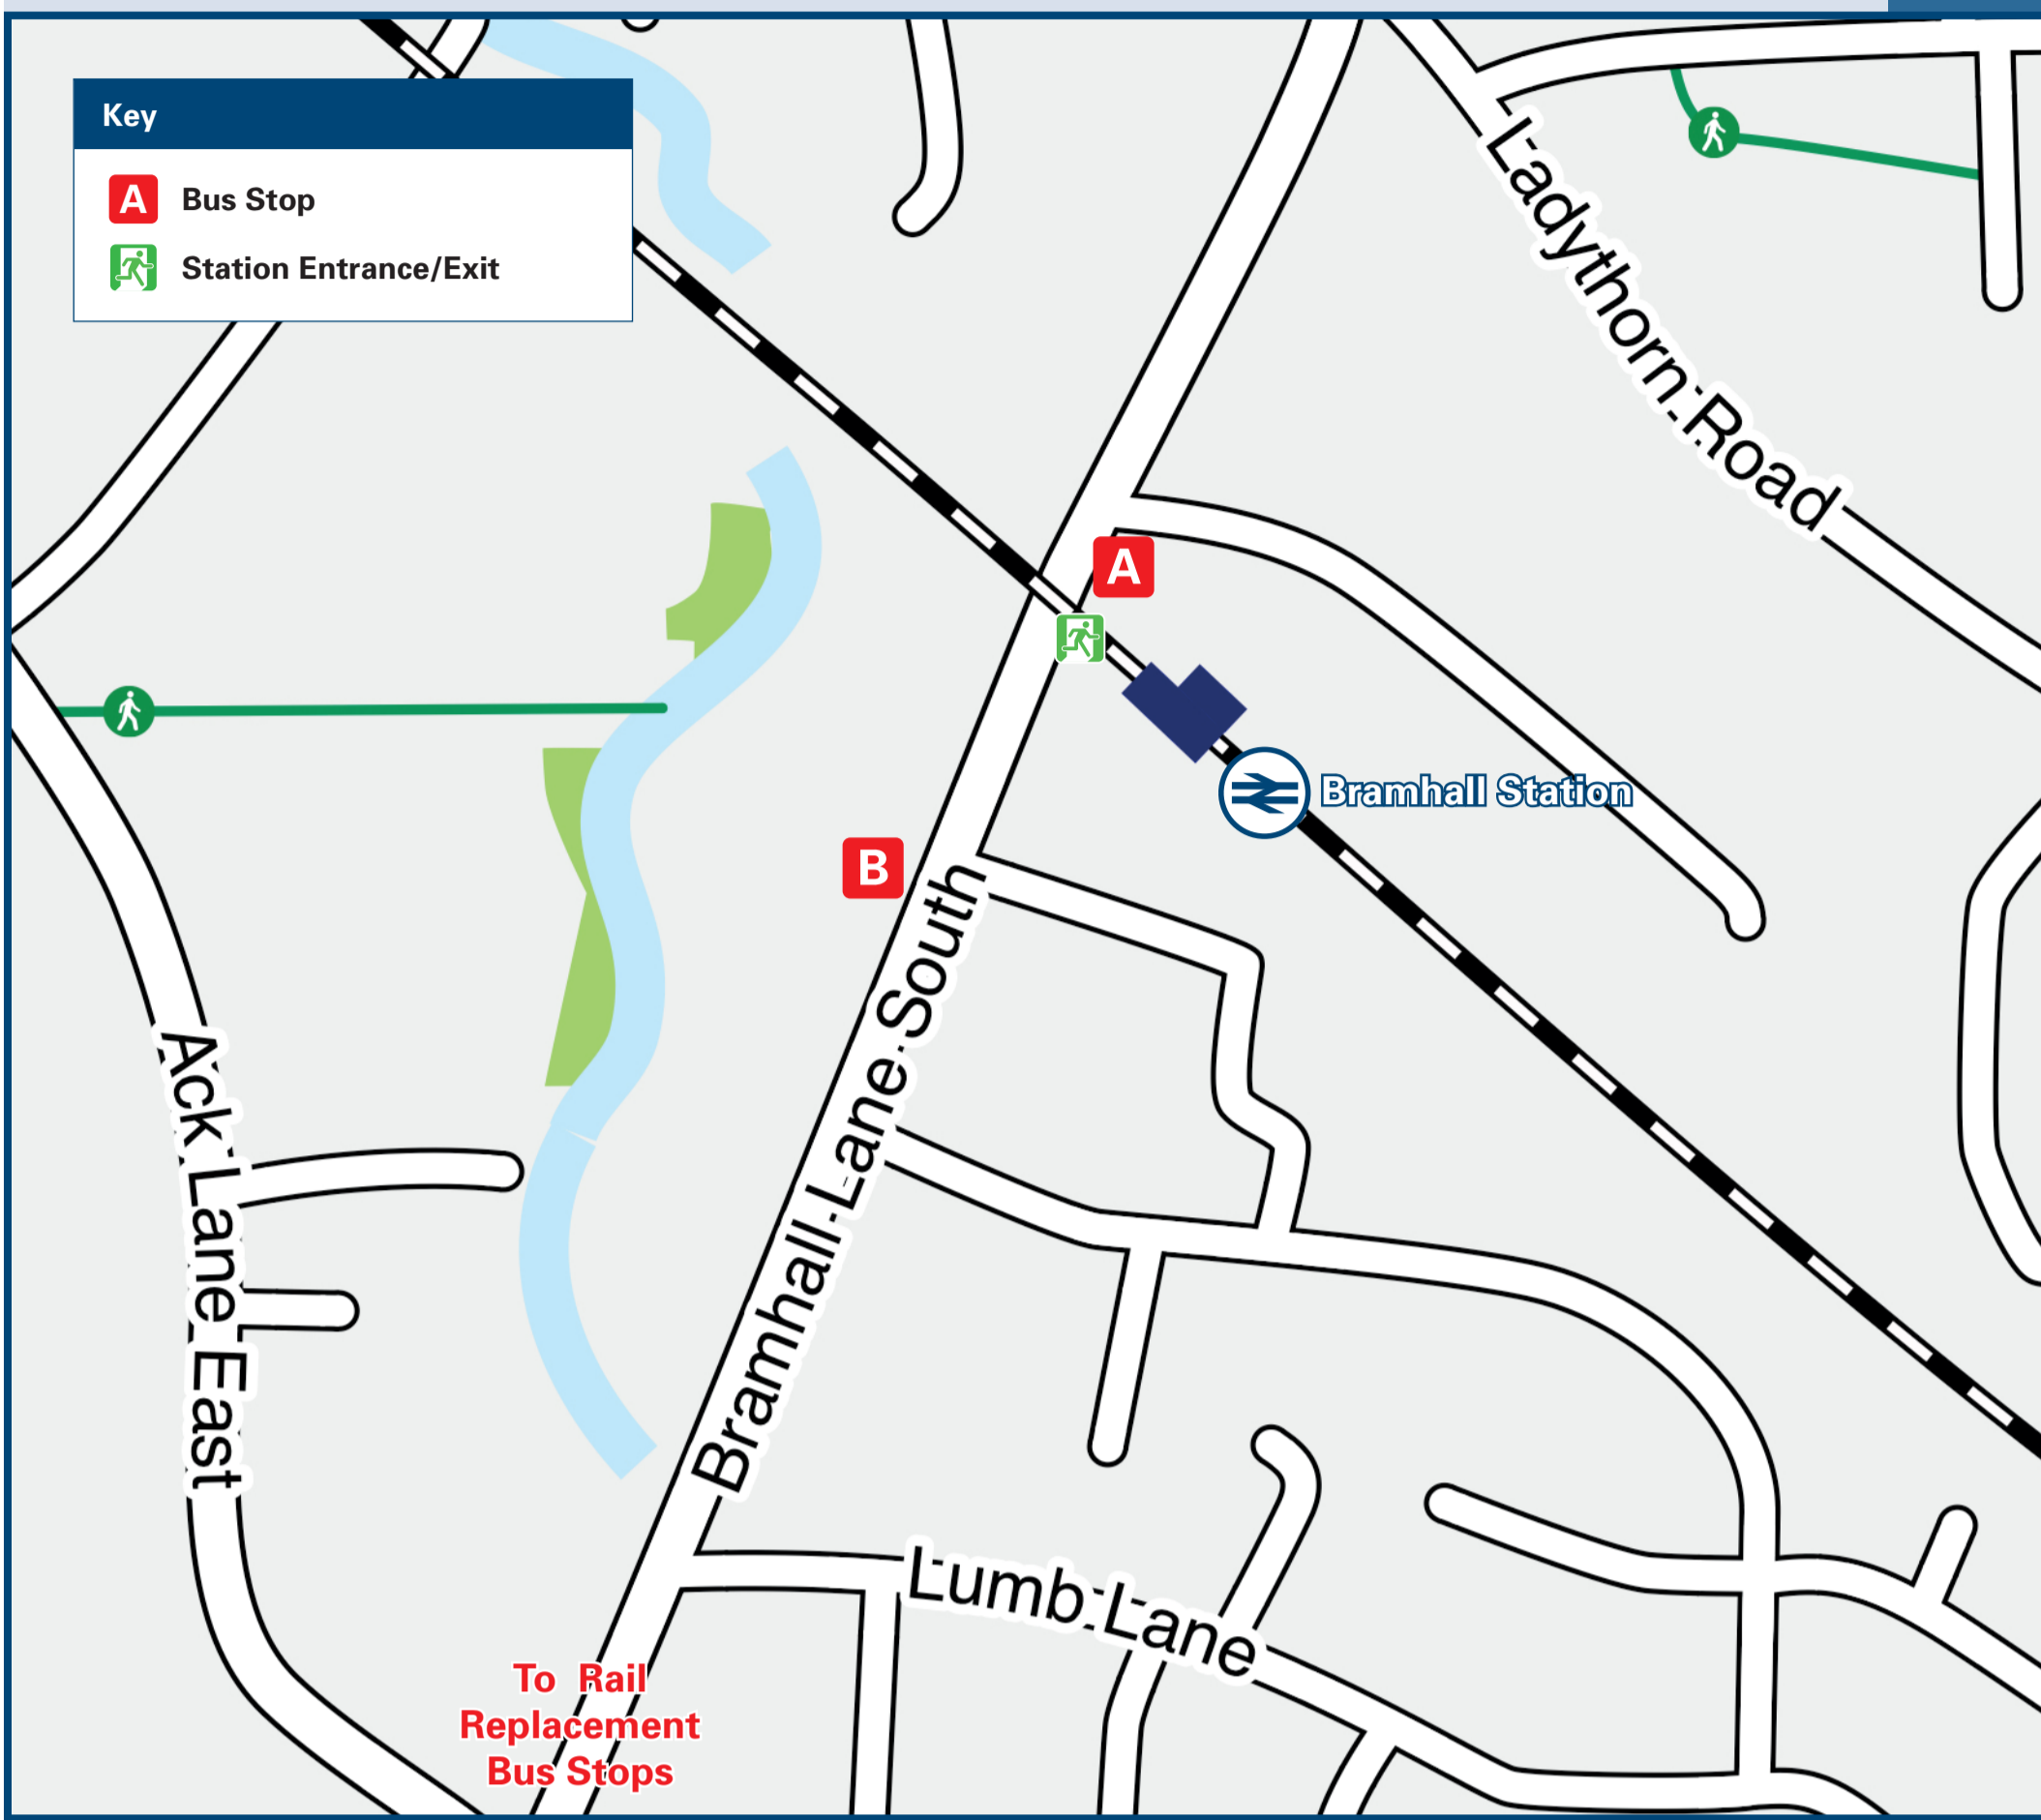 Key
A Bus Stop
Station Entrance/Exit
Ladythorn Road
A
Bramhall Station
B
Bramhall Lane South
Ack Lane East
Lumb Lane
To Rail
Replacement
Bus Stops